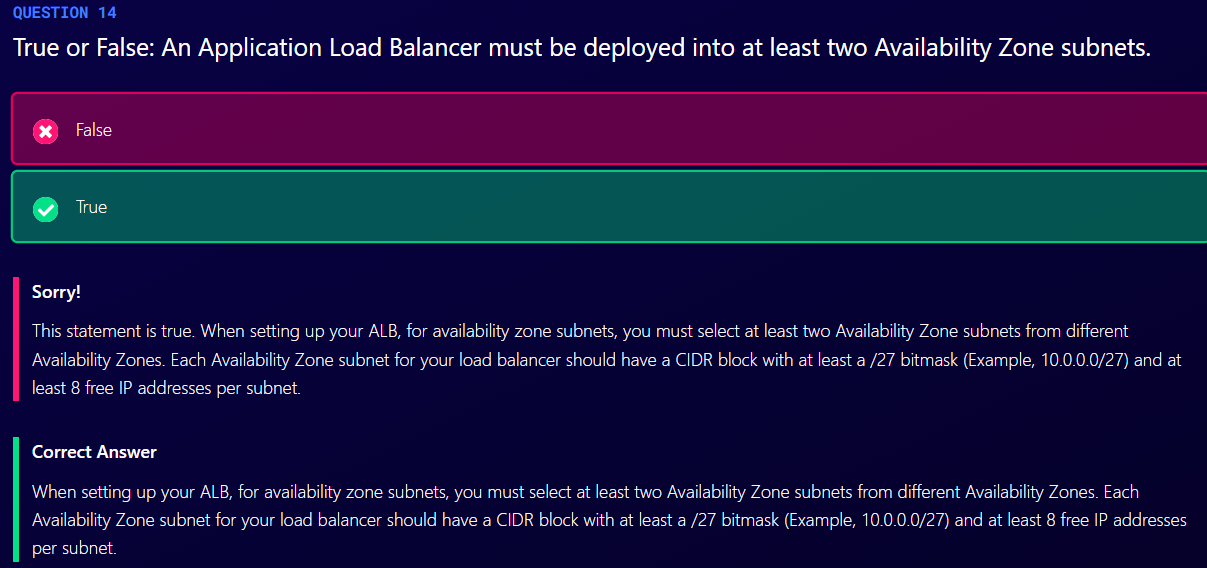 QUESTION 14
True or False: An Application Load Balancer must be deployed into at least two Availability Zone subnets.
False
True
Sorry!
This statement is true. When setting up your ALB, for availability zone subnets, you must select at least two Availability Zone subnets from different
Availability Zones. Each Availability Zone subnet for your load balancer should have a CIDR block with at least a /27 bitmask (Example, 10.0.0.0/27) and at
least 8 free IP addresses per subnet.
Correct Answer
When setting up your ALB, for availability zone subnets, you must select at least two Availability Zone subnets from different Availability Zones. Each
Availability Zone subnet for your load balancer should have a CIDR block with at least a /27 bitmask (Example, 10.0.0.0/27) and at least 8 free IP addresses
per subnet.